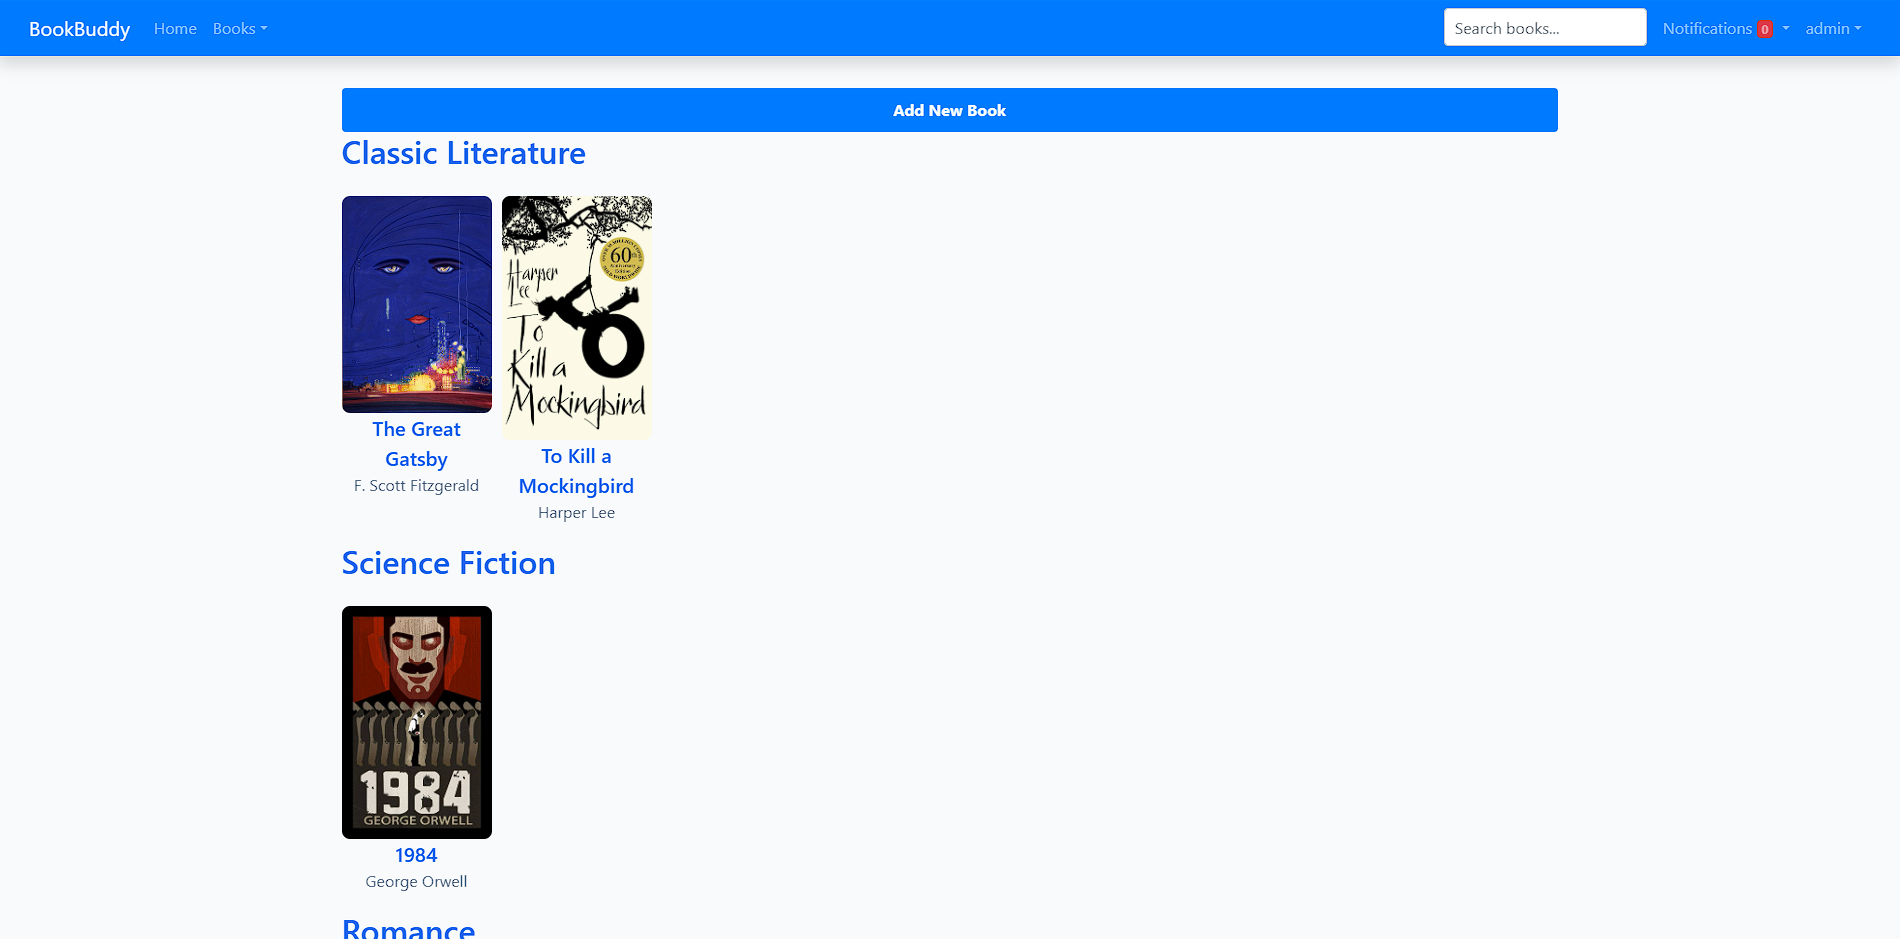 BookBuddy Home Books Search books... Notifications 0 admin
Add New Book
Classic Literature
Harper
Lee
60th
Anniversary
Edition
To
Kill a
Mockingbird
The Great
Gatsby
F. Scott Fitzgerald
To Kill a
Mockingbird
Harper Lee
Science Fiction
1984
GEORGE ORWELL
1984
George Orwell
Romance